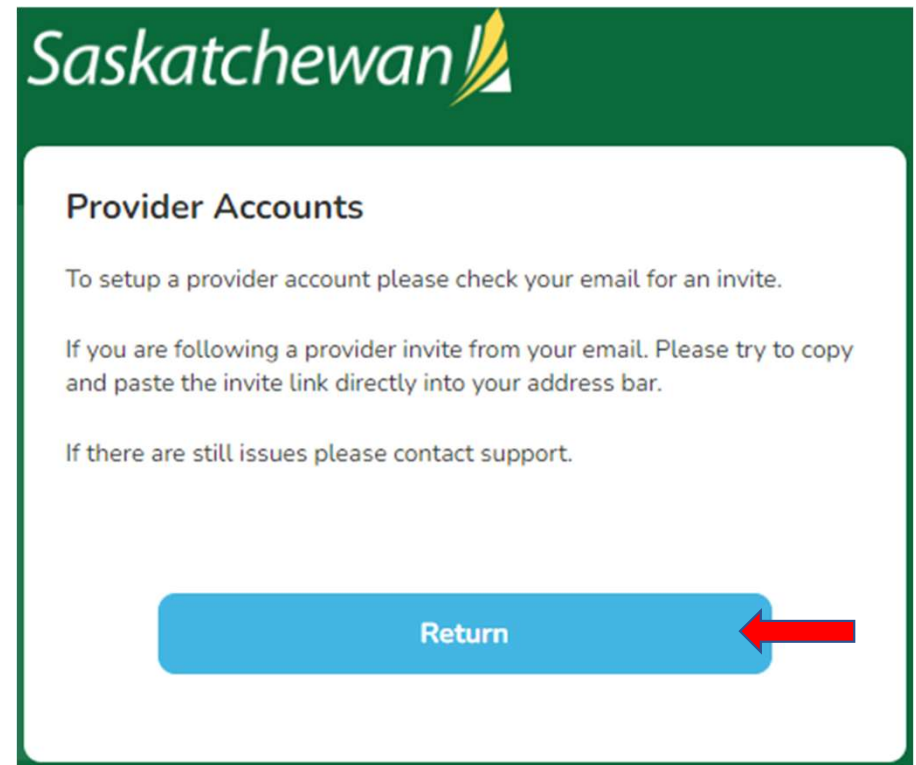 Saskatchewan
Provider Accounts
To setup a provider account please check your email for an invite.
If you are following a provider invite from your email. Please try to copy
and paste the invite link directly into your address bar.
If there are still issues please contact support.
Return